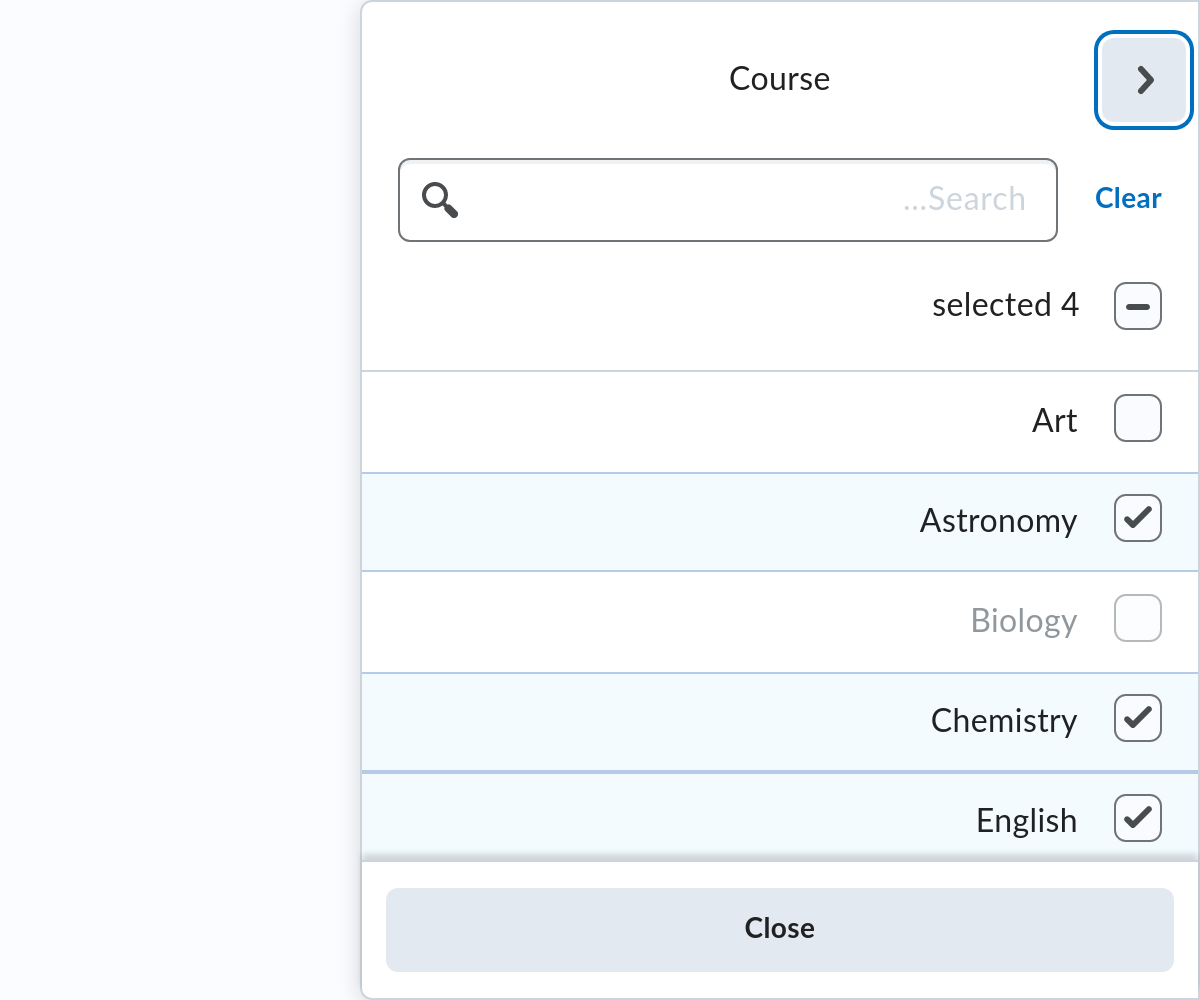 Course
...Search
Clear
selected 4
Art
Astronomy
Biology
Chemistry
English
Close